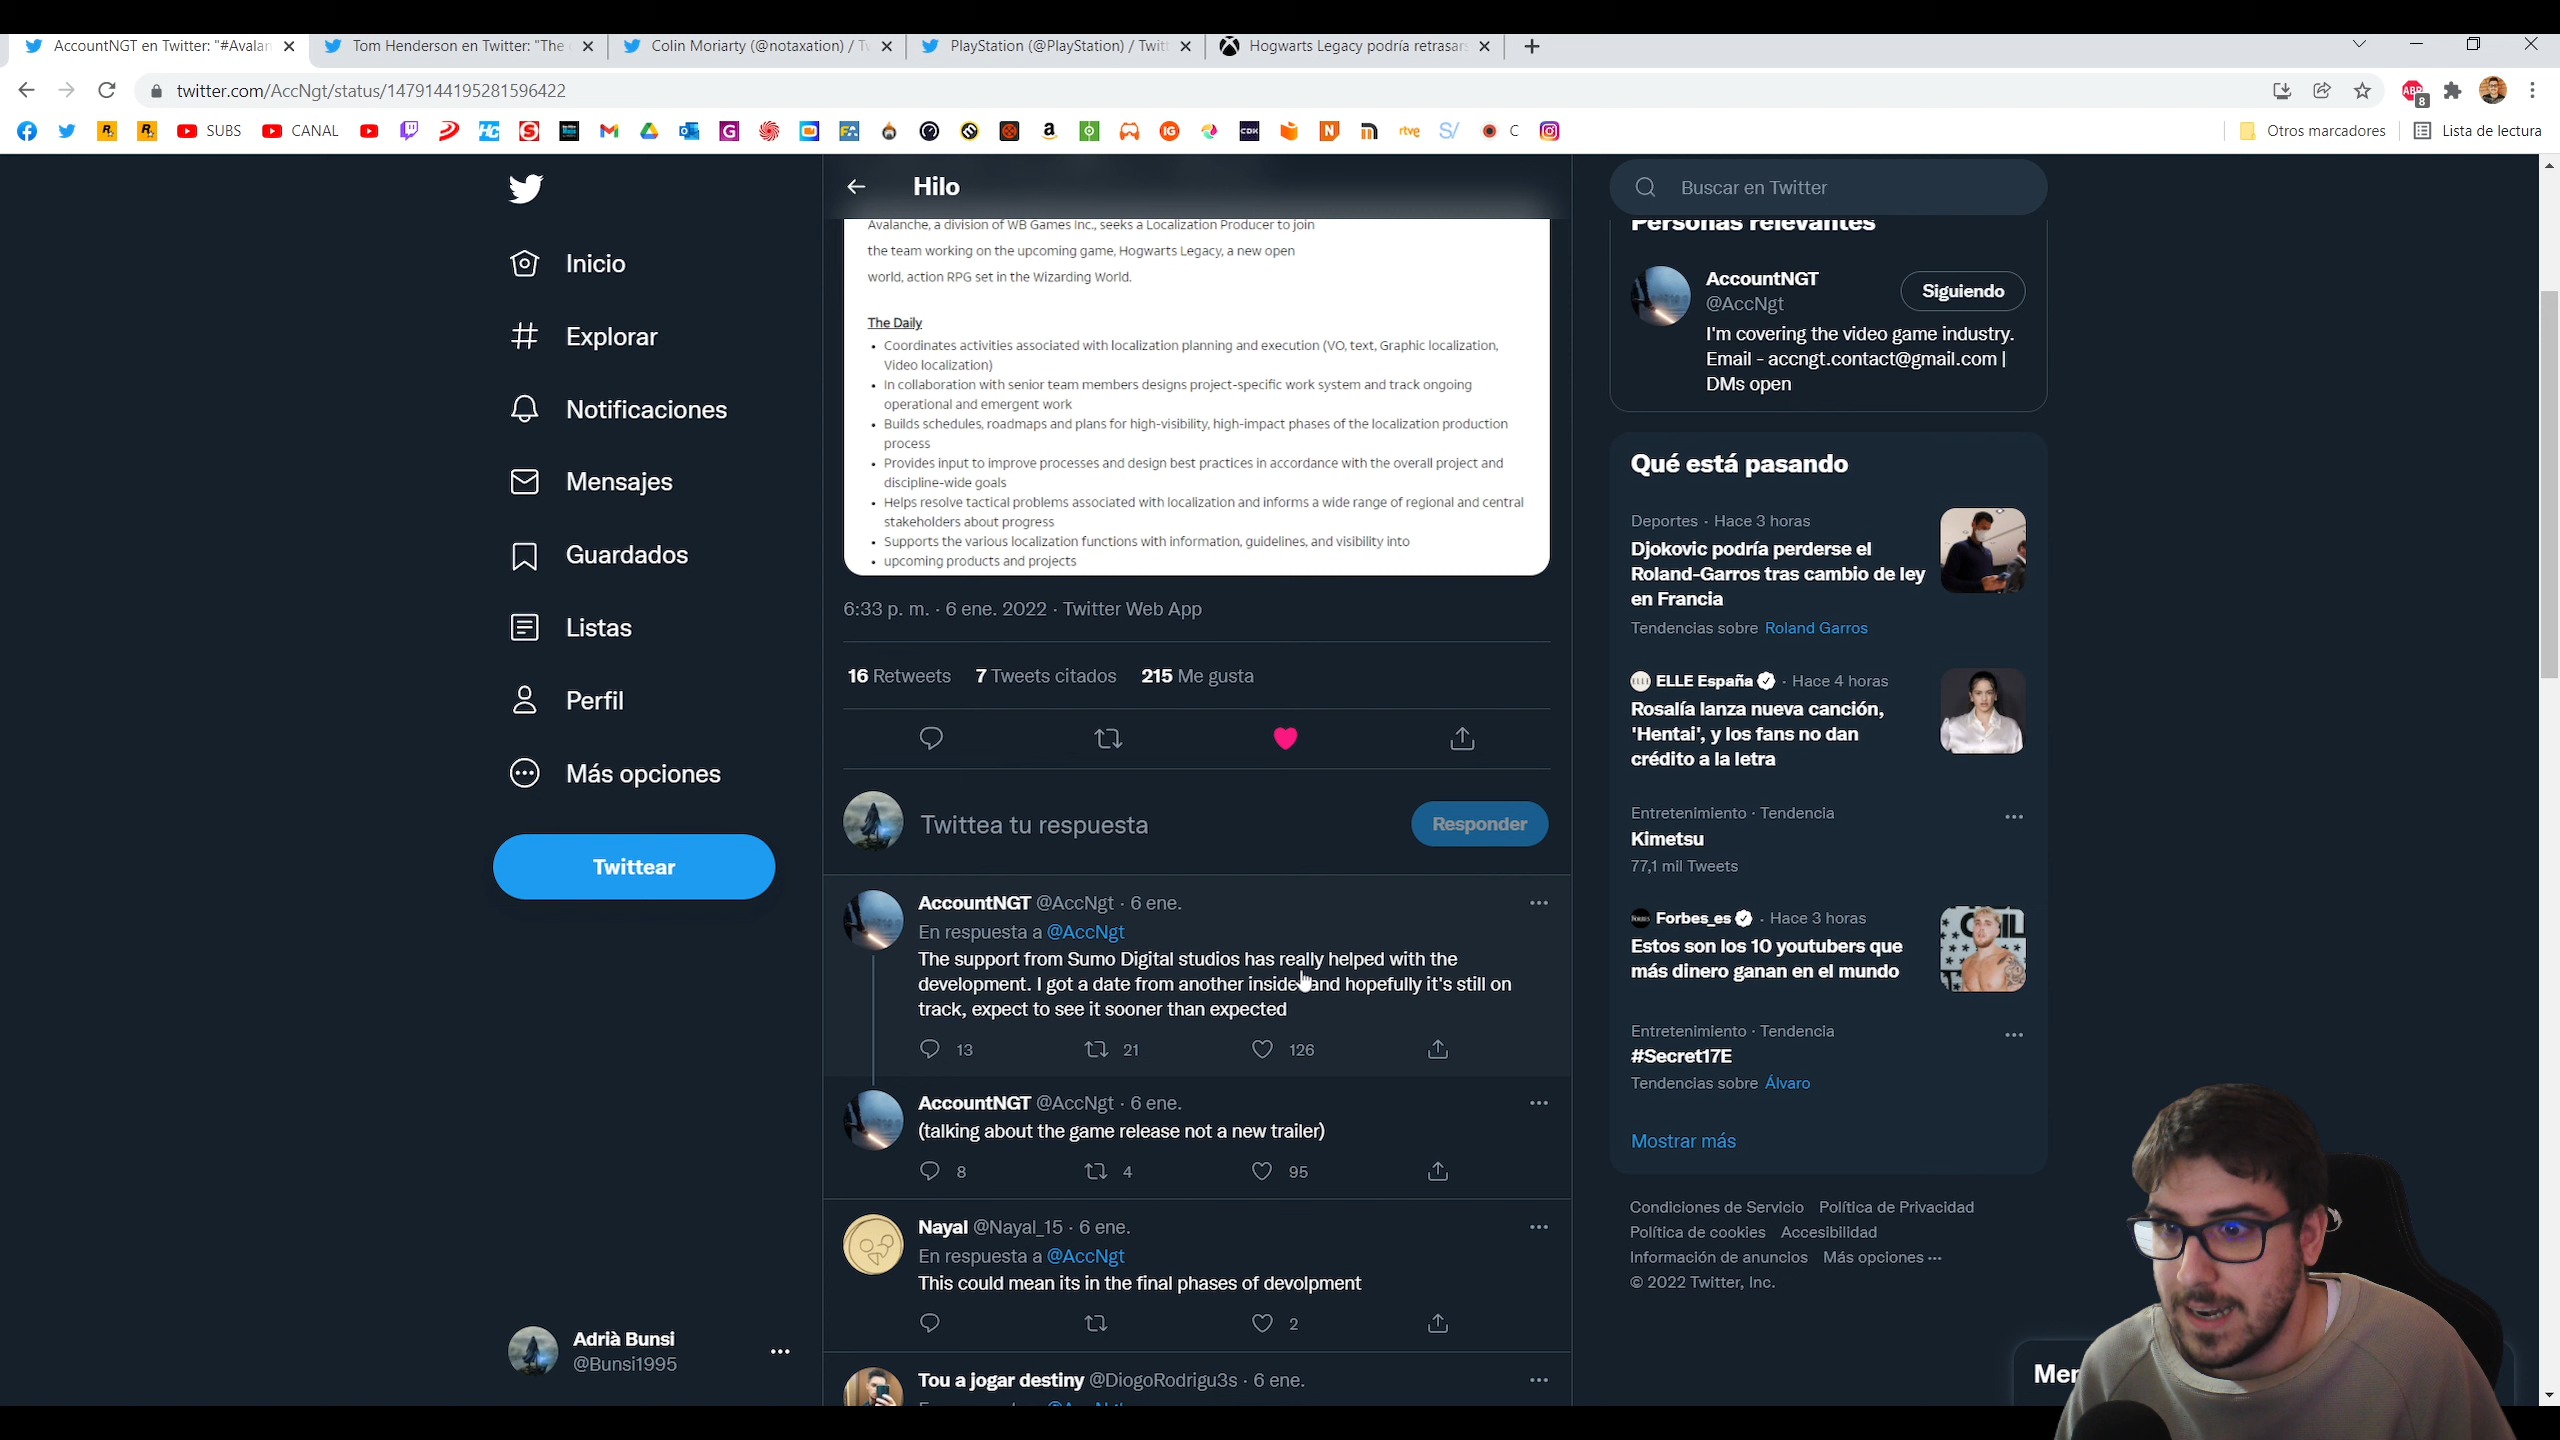 AccountNGT en Twitter: "#Avalan
Tom Henderson en Twitter: "The
Colin Moriarty (@notaxation) / Tw
PlayStation (@PlayStation) / Twitt
Hogwarts Legacy podría retrasars
twitter.com/AccNgt/status/1479144195281596422
ABP
8
SUBS
CANAL
rtve
C
Otros marcadores
Lista de lectura
Inicio
Explorar
Notificaciones
Mensajes
Guardados
Listas
Perfil
Más opciones
Twittear
Adrià Bunsi
@Bunsi1995
Hilo
Avalanche, a division of WB Games Inc., seeks a Localization Producer to join
the team working on the upcoming game, Hogwarts Legacy, a new open
world, action RPG set in the Wizarding World.
The Daily
• Coordinates activities associated with localization planning and execution (VO, text, Graphic localization,
Video localization)
• In collaboration with senior team members designs project-specific work system and track ongoing
operational and emergent work
• Builds schedules, roadmaps and plans for high-visibility, high-impact phases of the localization production
process
• Provides input to improve processes and design best practices in accordance with the overall project and
discipline-wide goals
• Helps resolve tactical problems associated with localization and informs a wide range of regional and central
stakeholders about progress
• Supports the various localization functions with information, guidelines, and visibility into
• upcoming products and projects
6:33 p. m. · 6 ene. 2022 · Twitter Web App
16 Retweets 7 Tweets citados 215 Me gusta
Twittea tu respuesta
Responder
AccountNGT @AccNgt · 6 ene.
En respuesta a @AccNgt
The support from Sumo Digital studios has really helped with the
development. I got a date from another inside and hopefully it's still on
track, expect to see it sooner than expected
13 21 126
AccountNGT @AccNgt · 6 ene.
(talking about the game release not a new trailer)
8 4 95
Nayal @Nayal_15 · 6 ene.
En respuesta a @AccNgt
This could mean its in the final phases of devolpment
2
Tou a jogar destiny @DiogoRodrigu3s · 6 ene.
Buscar en Twitter
Personas relevantes
AccountNGT
@AccNgt
Siguiendo
I'm covering the video game industry.
Email - accngt.contact@gmail.com |
DMs open
Qué está pasando
Deportes · Hace 3 horas
Djokovic podría perderse el
Roland-Garros tras cambio de ley
en Francia
Tendencias sobre Roland Garros
ELLE España · Hace 4 horas
Rosalía lanza nueva canción,
'Hentai', y los fans no dan
crédito a la letra
Entretenimiento · Tendencia
Kimetsu
77,1 mil Tweets
Forbes_es · Hace 3 horas
Estos son los 10 youtubers que
más dinero ganan en el mundo
Entretenimiento · Tendencia
#Secret17E
Tendencias sobre Álvaro
Mostrar más
Condiciones de Servicio Política de Privacidad
Política de cookies Accesibilidad
Información de anuncios Más opciones ···
© 2022 Twitter, Inc.
Mer